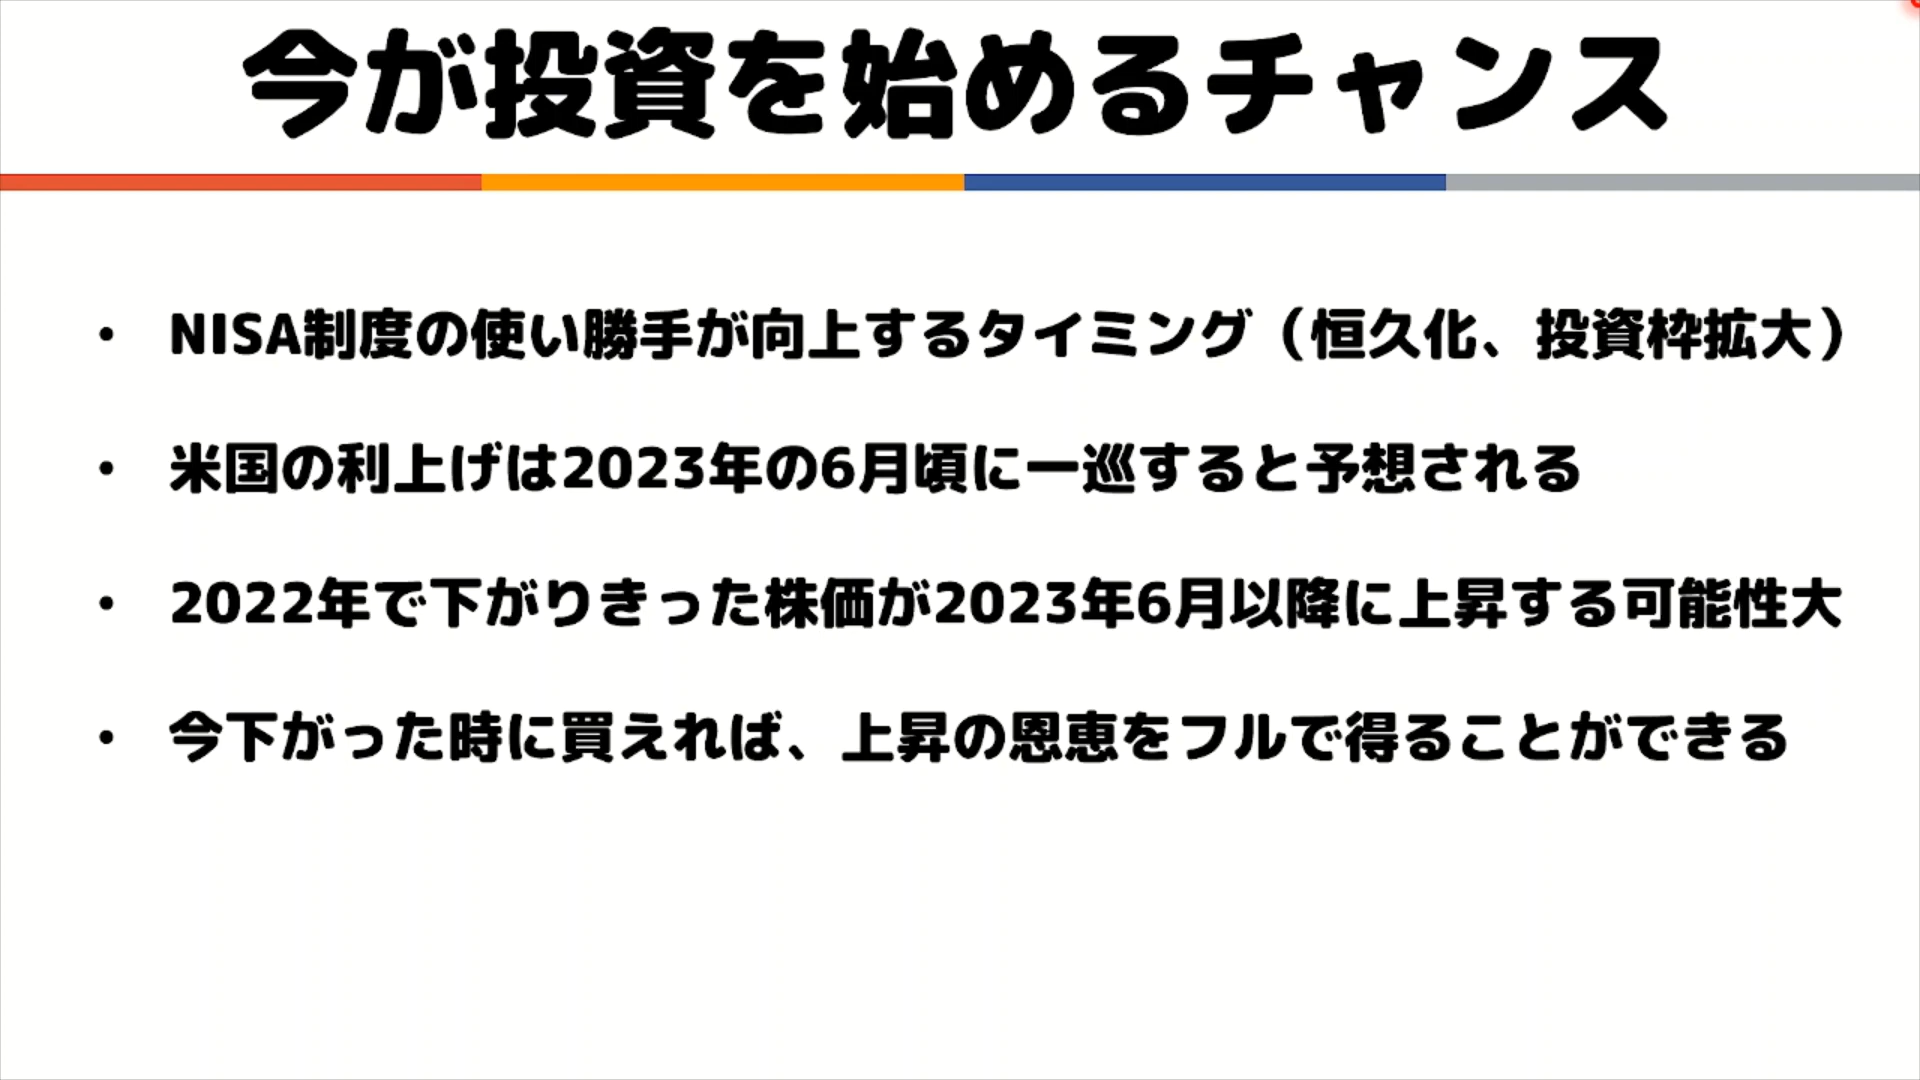 今が投資を始めるチャンス
・ NISA制度の使い勝手が向上するタイミング（恒久化、投資枠拡大）
・ 米国の利上げは2023年の6月頃に一巡すると予想される
・ 2022年で下がりきった株価が2023年6月以降に上昇する可能性大
・ 今下がった時に買えれば、上昇の恩恵をフルで得ることができる